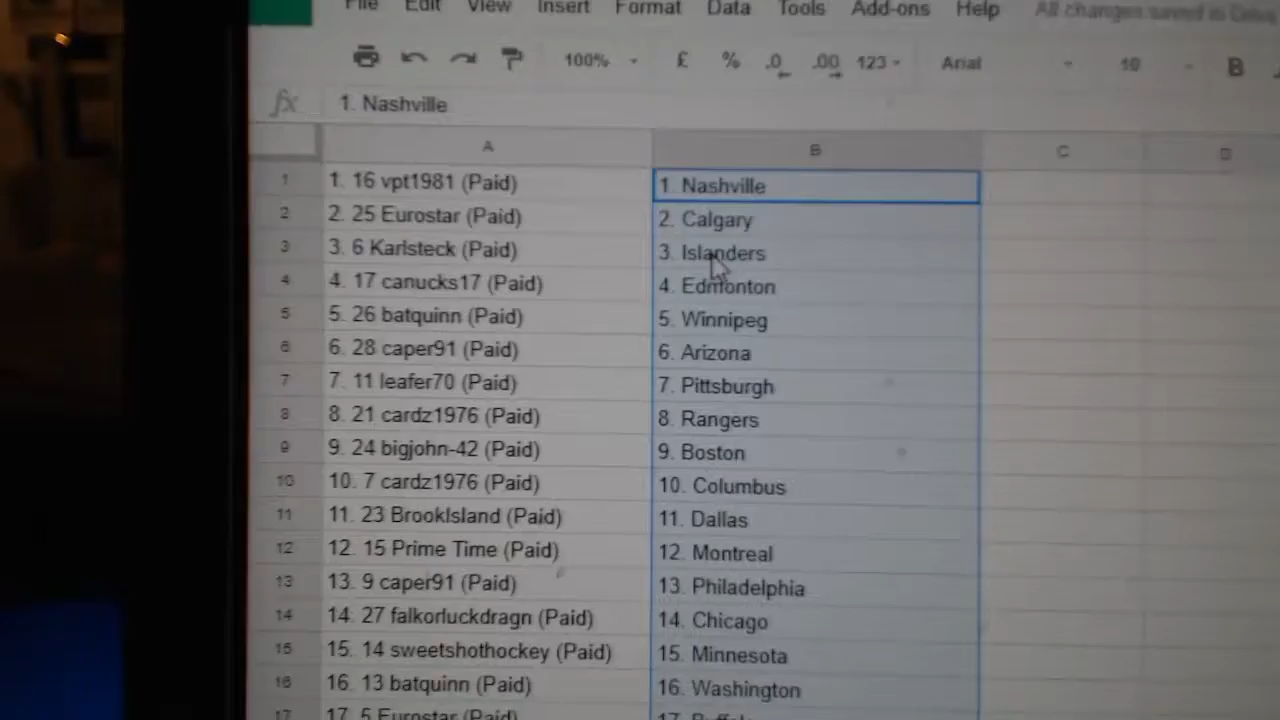 File Edit View Insert Format Data Tools Add-ons Help All changes saved in Drive
100% £ % .0 .00 123 Arial 10 B
fx 1. Nashville
A B C D
1 1. 16 vpt1981 (Paid) 1. Nashville
2 2. 25 Eurostar (Paid) 2. Calgary
3 3. 6 Karlsteck (Paid) 3. Islanders
4 4. 17 canucks17 (Paid) 4. Edmonton
5 5. 26 batquinn (Paid) 5. Winnipeg
6 6. 28 caper91 (Paid) 6. Arizona
7 7. 11 leafer70 (Paid) 7. Pittsburgh
8 8. 21 cardz1976 (Paid) 8. Rangers
9 9. 24 bigjohn-42 (Paid) 9. Boston
10 10. 7 cardz1976 (Paid) 10. Columbus
11 11. 23 BrookIsland (Paid) 11. Dallas
12 12. 15 Prime Time (Paid) 12. Montreal
13 13. 9 caper91 (Paid) 13. Philadelphia
14 14. 27 falkorluckdragn (Paid) 14. Chicago
15 15. 14 sweetshothockey (Paid) 15. Minnesota
16 16. 13 batquinn (Paid) 16. Washington
17 17. 5 Eurostar (Paid) 17. Buffalo